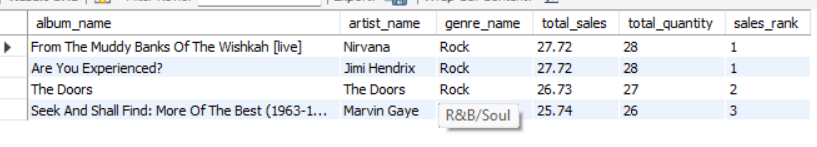 album_name artist_name genre_name total_sales total_quantity sales_rank
From The Muddy Banks Of The Wishkah [live] Nirvana Rock 27.72 28 1
Are You Experienced? Jimi Hendrix Rock 27.72 28 1
The Doors The Doors Rock 26.73 27 2
Seek And Shall Find: More Of The Best (1963-1... Marvin Gaye R&B/Soul 25.74 26 3